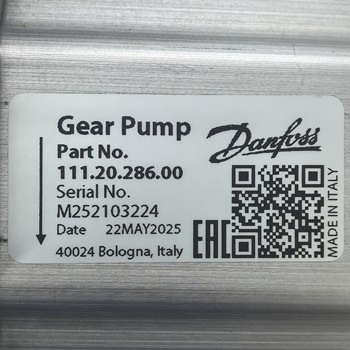 Gear Pump
Danfoss
Part No.
111.20.286.00
Serial No.
M252103224
Date 22MAY2025
40024 Bologna, Italy
EAC
MADE IN ITALY